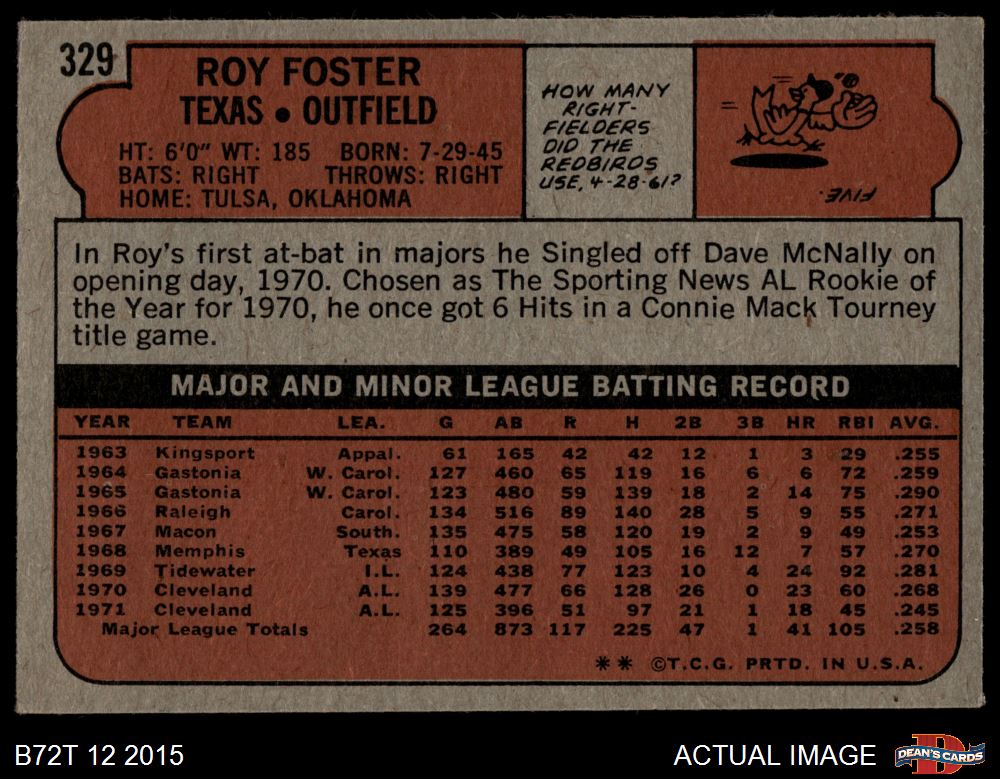 329
ROY FOSTER
TEXAS • OUTFIELD
HT: 6'0" WT: 185 BORN: 7-29-45
BATS: RIGHT THROWS: RIGHT
HOME: TULSA, OKLAHOMA
HOW MANY
RIGHT-
FIELDERS
DID THE
REDBIRDS
USE, 4-28-61?
FIVE.
In Roy's first at-bat in majors he Singled off Dave McNally on
opening day, 1970. Chosen as The Sporting News AL Rookie of
the Year for 1970, he once got 6 Hits in a Connie Mack Tourney
title game.
MAJOR AND MINOR LEAGUE BATTING RECORD
YEAR TEAM LEA. G AB R H 2B 3B HR RBI AVG.
1963 Kingsport Appal. 61 165 42 42 12 1 3 29 .255
1964 Gastonia W. Carol. 127 460 65 119 16 6 6 72 .259
1965 Gastonia W. Carol. 123 480 59 139 18 2 14 75 .290
1966 Raleigh Carol. 134 516 89 140 28 5 9 55 .271
1967 Macon South. 135 475 58 120 19 2 9 49 .253
1968 Memphis Texas 110 389 49 105 16 12 7 57 .270
1969 Tidewater I.L. 124 438 77 123 10 4 24 92 .281
1970 Cleveland A.L. 139 477 66 128 26 0 23 60 .268
1971 Cleveland A.L. 125 396 51 97 21 1 18 45 .245
Major League Totals 264 873 117 225 47 1 41 105 .258
** ©T.C.G. PRTD. IN U.S.A.
B72T 12 2015
ACTUAL IMAGE
D
DEAN'S CARDS